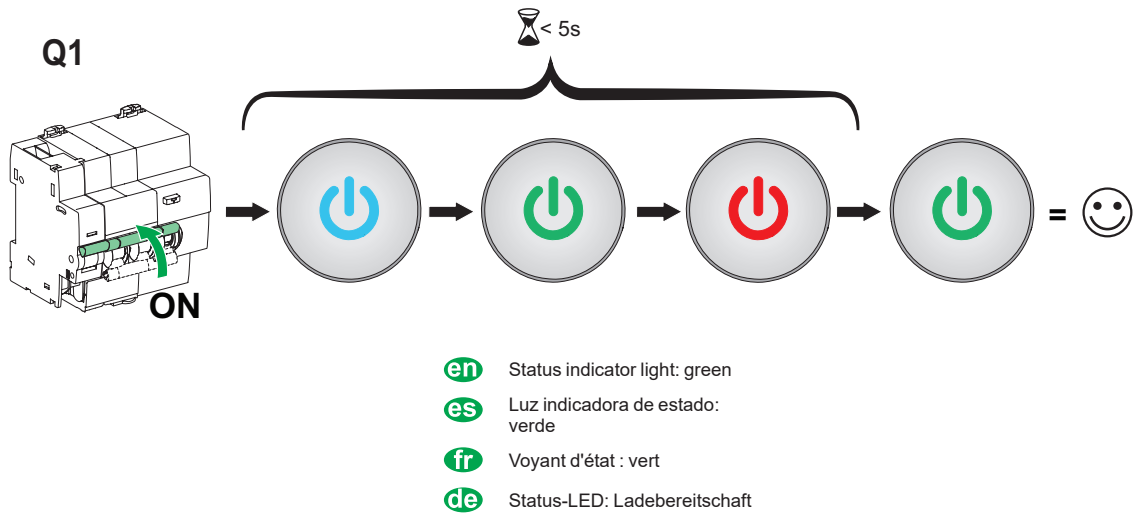 < 5s
Q1
ON
=
en Status indicator light: green
es Luz indicadora de estado:
verde
fr Voyant d'état : vert
de Status-LED: Ladebereitschaft